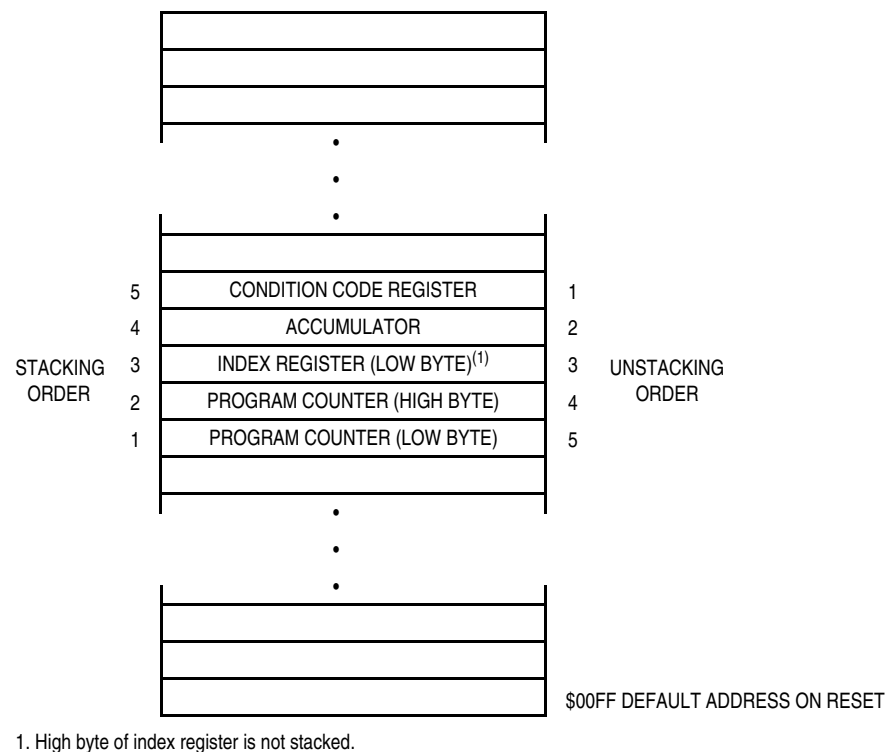 5 CONDITION CODE REGISTER 1
4 ACCUMULATOR 2
STACKING ORDER
3 INDEX REGISTER (LOW BYTE)(1) 3
UNSTACKING ORDER
2 PROGRAM COUNTER (HIGH BYTE) 4
1 PROGRAM COUNTER (LOW BYTE) 5
$00FF DEFAULT ADDRESS ON RESET
1. High byte of index register is not stacked.